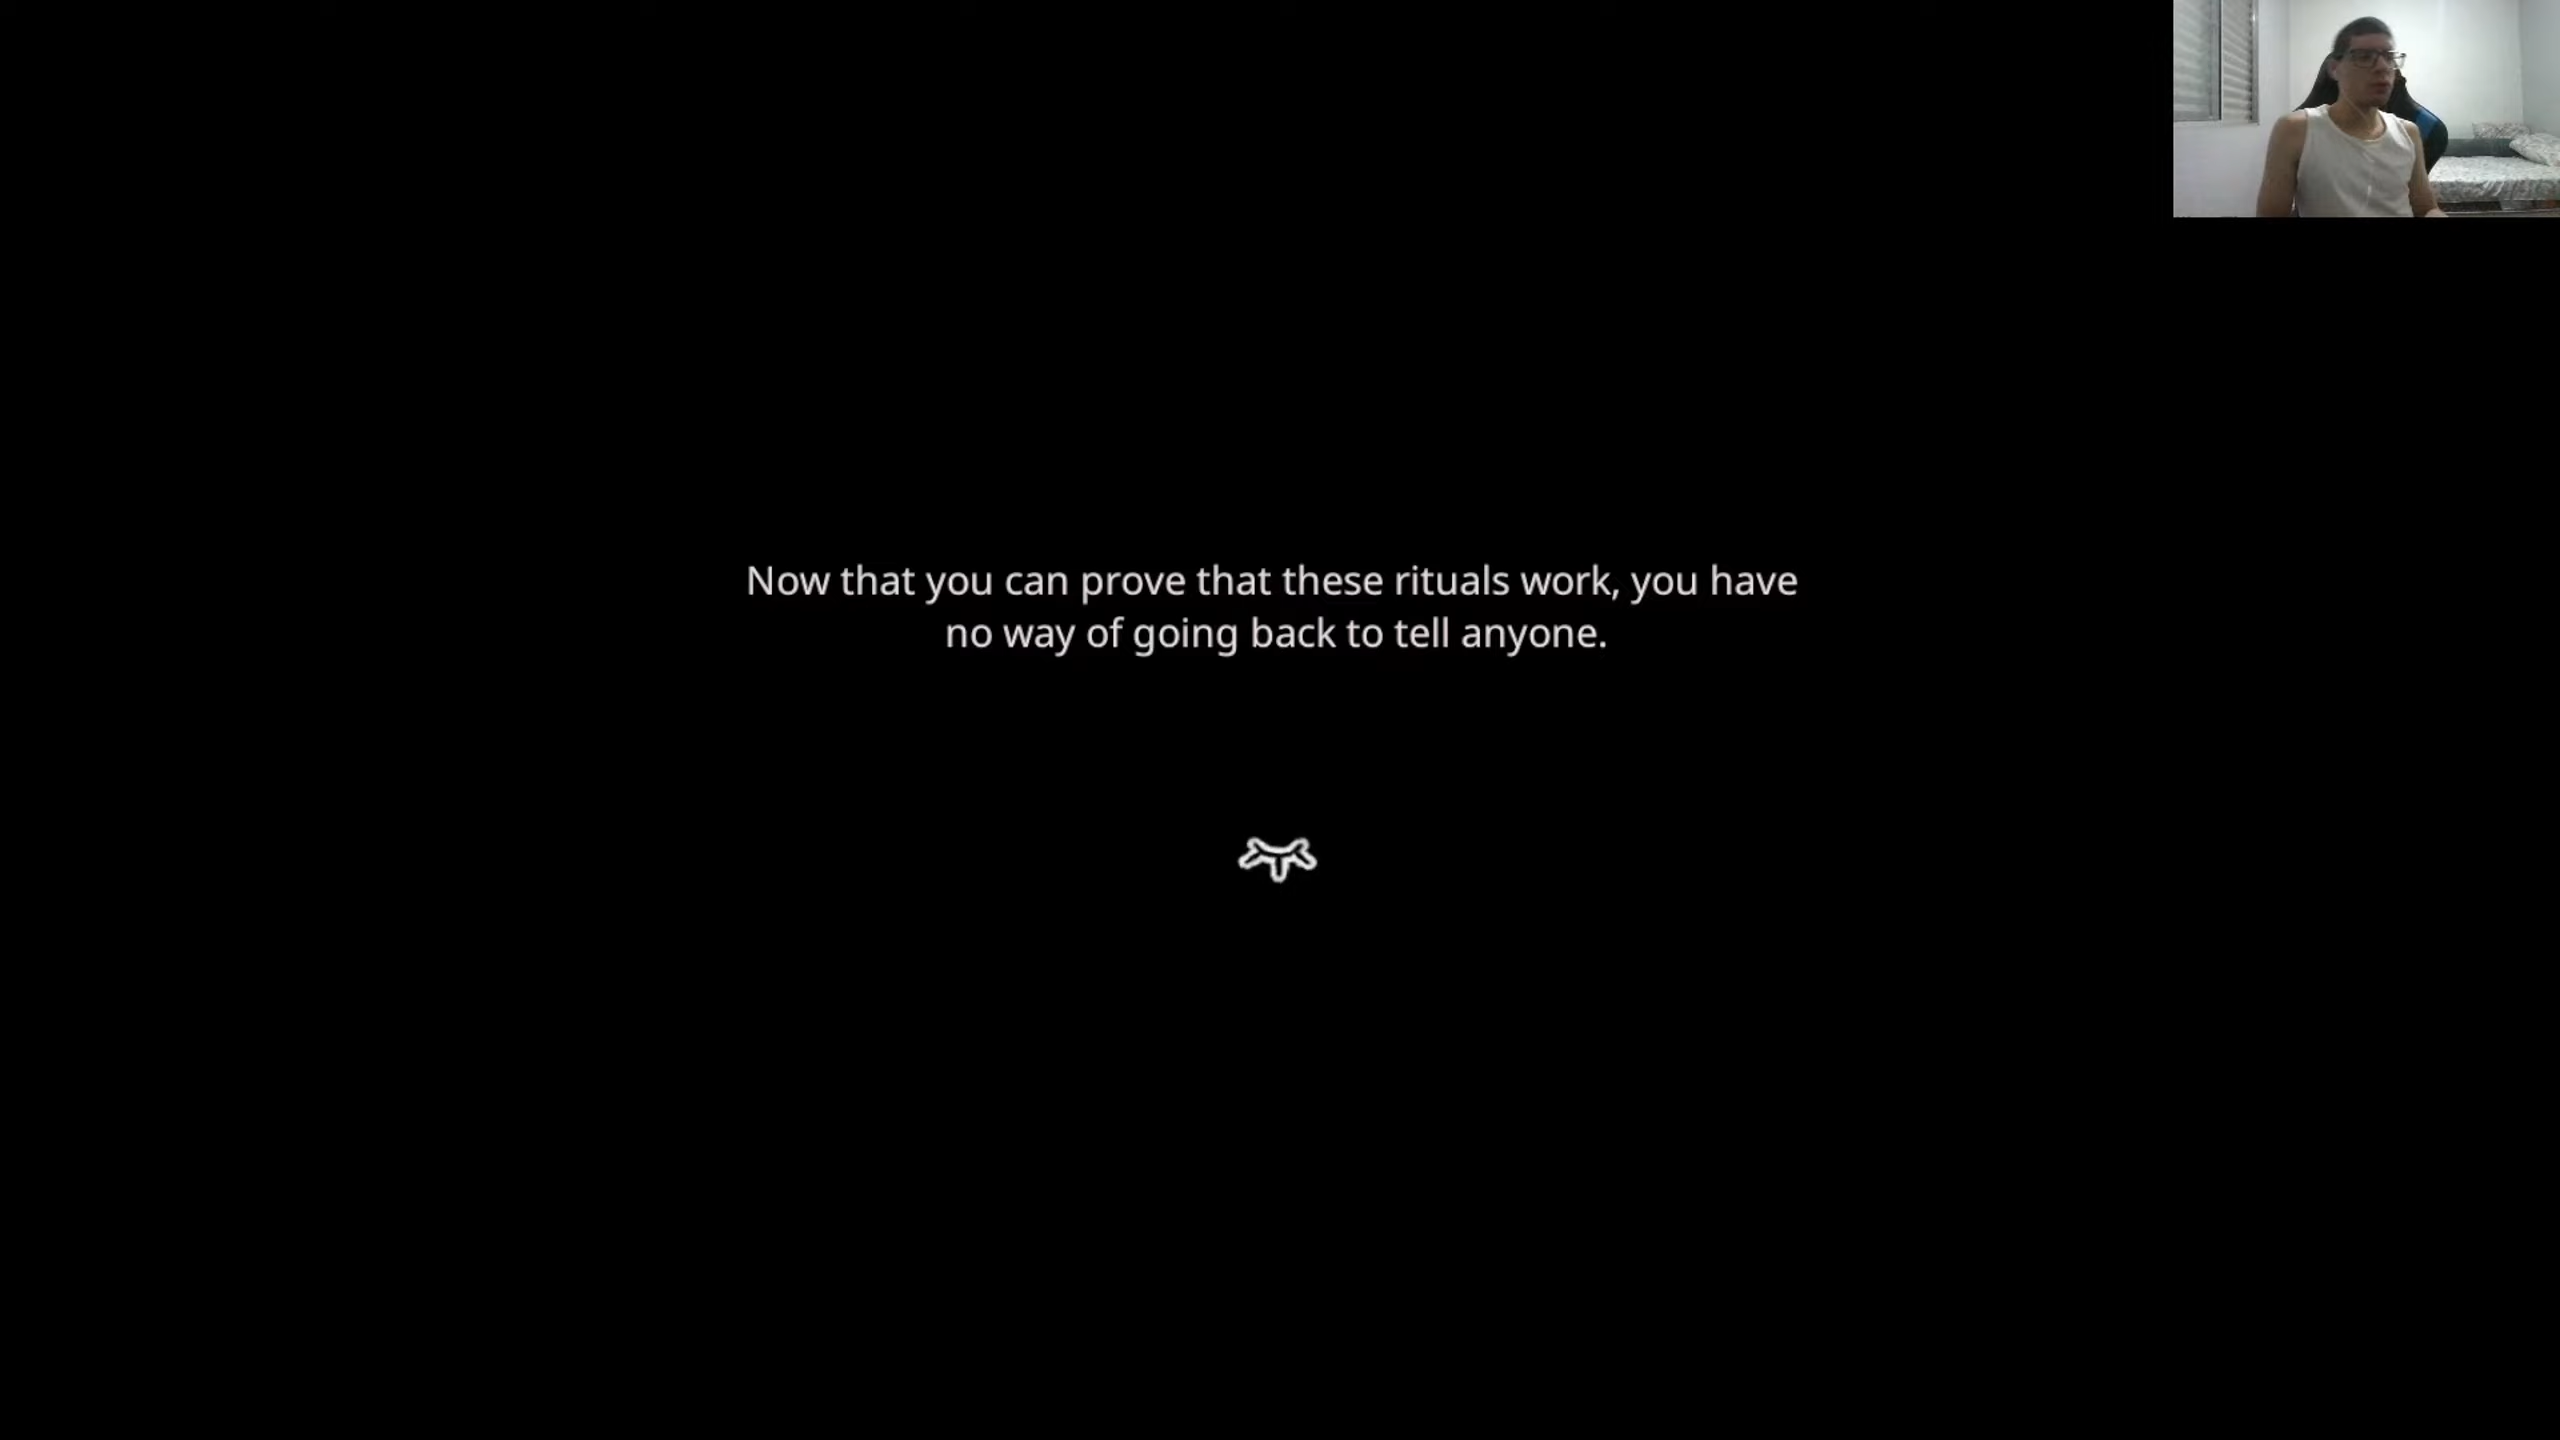 Now that you can prove that these rituals work, you have
no way of going back to tell anyone.